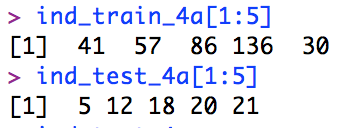 > ind_train_4a[1:5]
[1]  41  57  86 136  30
> ind_test_4a[1:5]
[1]  5 12 18 20 21